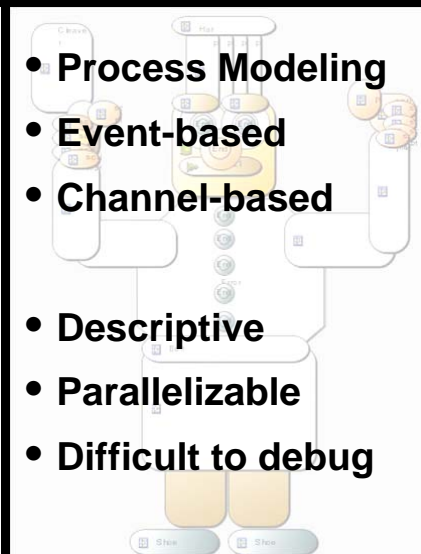 • Process Modeling
• Event-based
• Channel-based
• Descriptive
• Parallelizable
• Difficult to debug